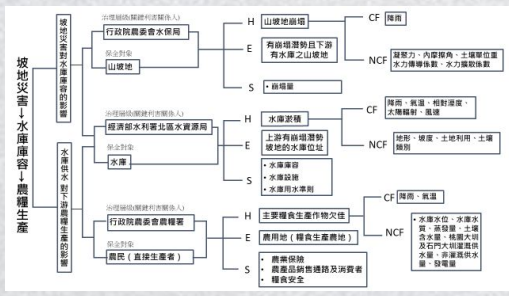 坡地災害↓水庫庫容↓農糧生產
坡地災害對水庫庫容的影響
水庫供水 對下游農糧生產的影響
治理層級(關鍵利害關係人)
行政院農委會水保局
保全對象
山坡地
H
山坡地崩塌
CF
降雨
NCF
凝聚力、內摩擦角、土壤單位重
水力傳導係數、水力擴散係數
E
有崩塌潛勢且下游
有水庫之山坡地
S
• 崩塌量
治理層級(關鍵利害關係人)
經濟部水利署北區水資源局
保全對象
水庫
H
水庫淤積
CF
降雨、氣溫、相對溼度、
太陽輻射、風速
NCF
地形、坡度、土地利用、土壤
類別
E
上游有崩塌潛勢
坡地的水庫位址
S
• 水庫庫容
• 水庫設施
• 水庫用水準則
治理層級(關鍵利害關係人)
行政院農委會農糧署
保全對象
農民（直接生產者）
H
主要糧食生產作物欠佳
CF
降雨、氣溫
NCF
• 水庫水位、水庫水
質、蒸發量、土壤
含水量、桃園大圳
及石門大圳灌溉供
水量、非灌溉供水
量、發電量
E
農用地（糧食生產農地）
S
• 農業保險
• 農產品銷售通路及消費者
• 糧食安全